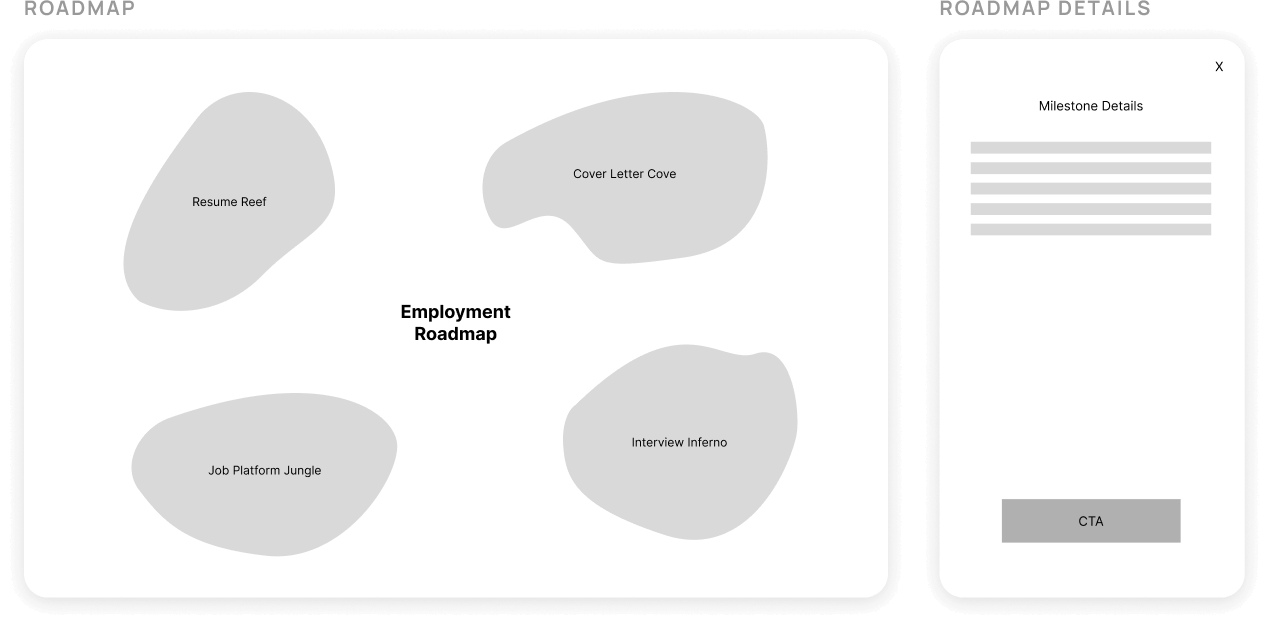 ROADMAP
Resume Reef
Cover Letter Cove
Employment
Roadmap
Job Platform Jungle
Interview Inferno
ROADMAP DETAILS
X
Milestone Details
CTA